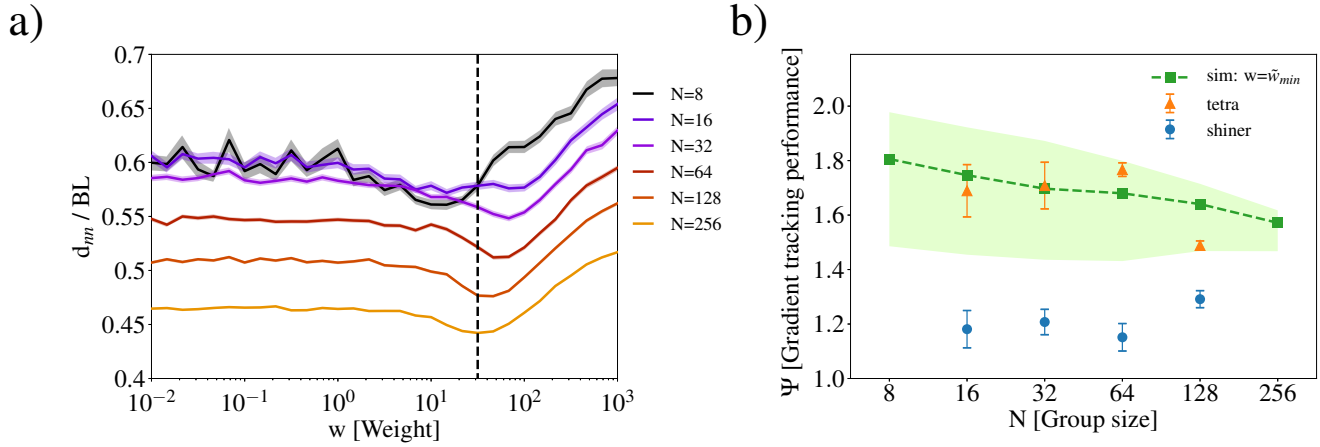 a)
0.7
0.65
0.6
0.55
0.5
0.45
0.4
d_{nn} / BL
10^{-2}
10^{-1}
10^{0}
10^{1}
10^{2}
10^{3}
w [Weight]
N=8
N=16
N=32
N=64
N=128
N=256
b)
Ψ [Gradient tracking performance]
2.0
1.8
1.6
1.4
1.2
1.0
8
16
32
64
128
256
N [Group size]
sim: w=w̃_{min}
tetra
shiner